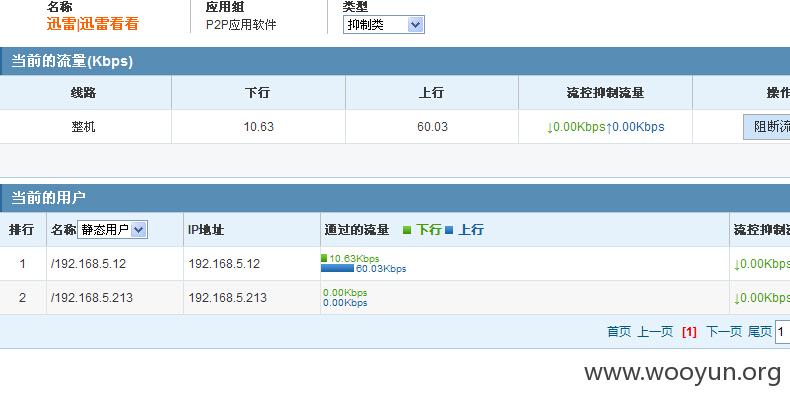 名称 应用组 类型
迅雷|迅雷看看 P2P应用软件 抑制类
当前的流量(Kbps)
线路 下行 上行 流控抑制流量 操作
整机 10.63 60.03 ↓0.00Kbps↑0.00Kbps 阻断流
当前的用户
排行 名称 静态用户 IP地址 通过的流量 下行 上行 流控抑制流
1 /192.168.5.12 192.168.5.12 10.63Kbps ↓0.00Kbps
60.03Kbps
2 /192.168.5.213 192.168.5.213 0.00Kbps ↓0.00Kbps
0.00Kbps
首页 上一页 [1] 下一页 尾页 1
www.wooyun.org